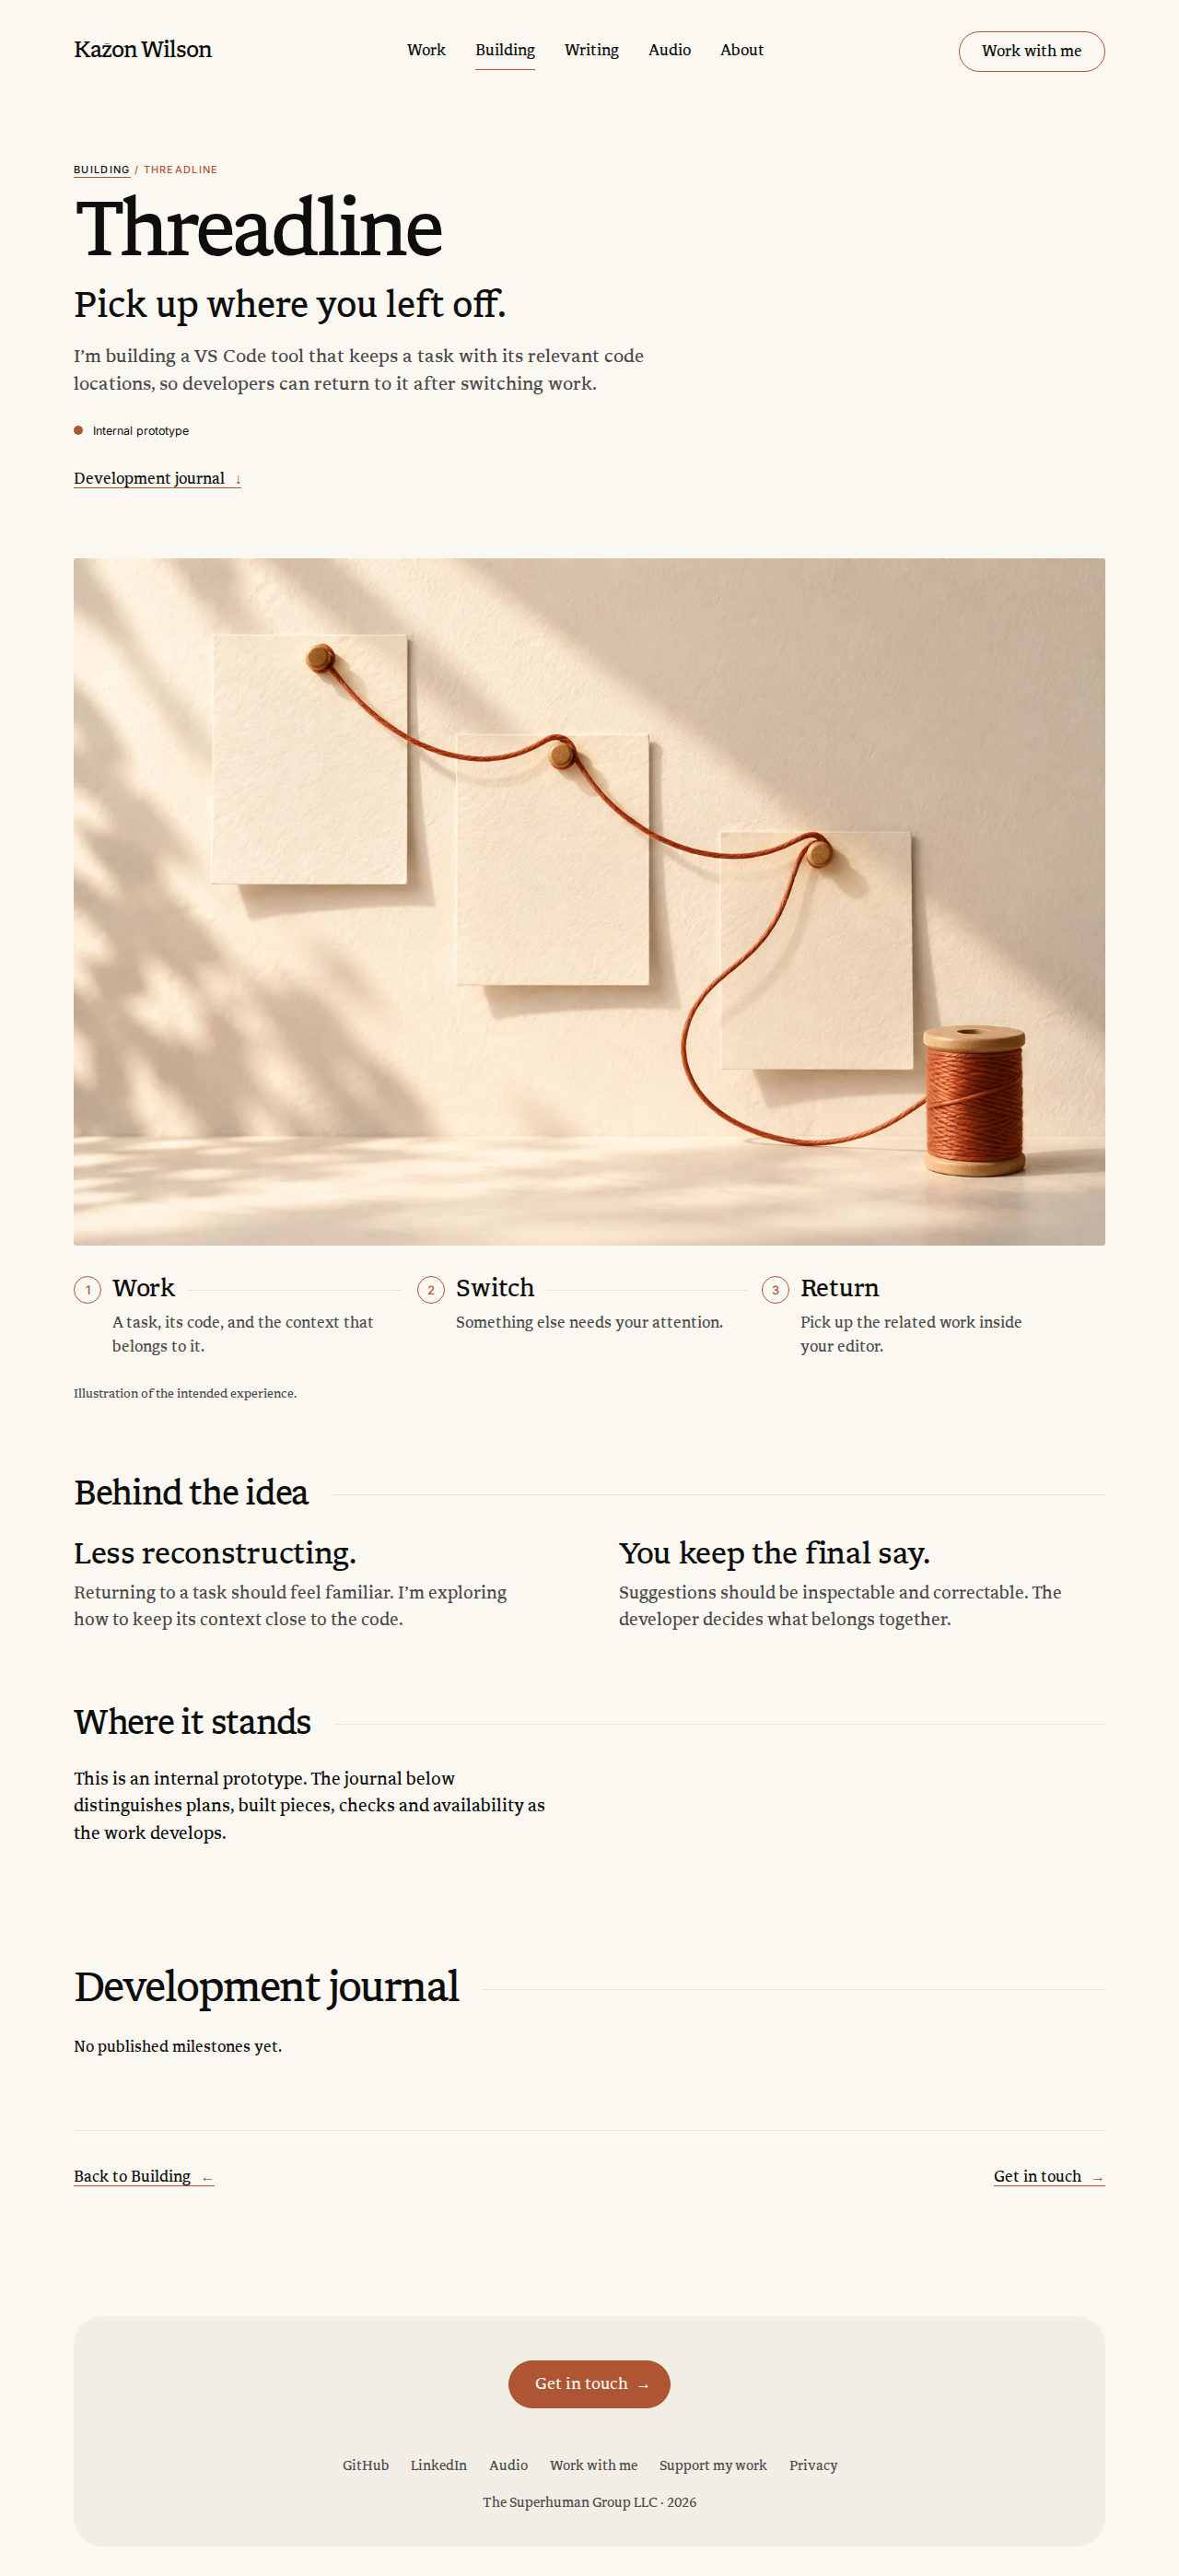 Każon Wilson
Work Building Writing Audio About
Work with me
BUILDING / THREADLINE
Threadline
Pick up where you left off.
I’m building a VS Code tool that keeps a task with its relevant code
locations, so developers can return to it after switching work.
Internal prototype
Development journal ↓
1 Work
A task, its code, and the context that
belongs to it.
2 Switch
Something else needs your attention.
3 Return
Pick up the related work inside
your editor.
Illustration of the intended experience.
Behind the idea
Less reconstructing.
Returning to a task should feel familiar. I’m exploring
how to keep its context close to the code.
You keep the final say.
Suggestions should be inspectable and correctable. The
developer decides what belongs together.
Where it stands
This is an internal prototype. The journal below
distinguishes plans, built pieces, checks and availability as
the work develops.
Development journal
No published milestones yet.
Back to Building ←
Get in touch →
Get in touch →
GitHub LinkedIn Audio Work with me Support my work Privacy
The Superhuman Group LLC · 2026